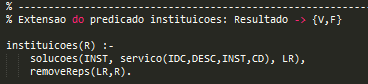 % - - - - - - - - - - - - - - - - - - - - - - - - - - - - - - - - - - - - - - - - - - - - - - -
% Extensao do predicado instituicoes: Resultado -> {V,F}
instituicoes(R) :-
    solucoes(INST, servico(IDC,DESC,INST,CD), LR),
    removeReps(LR,R).